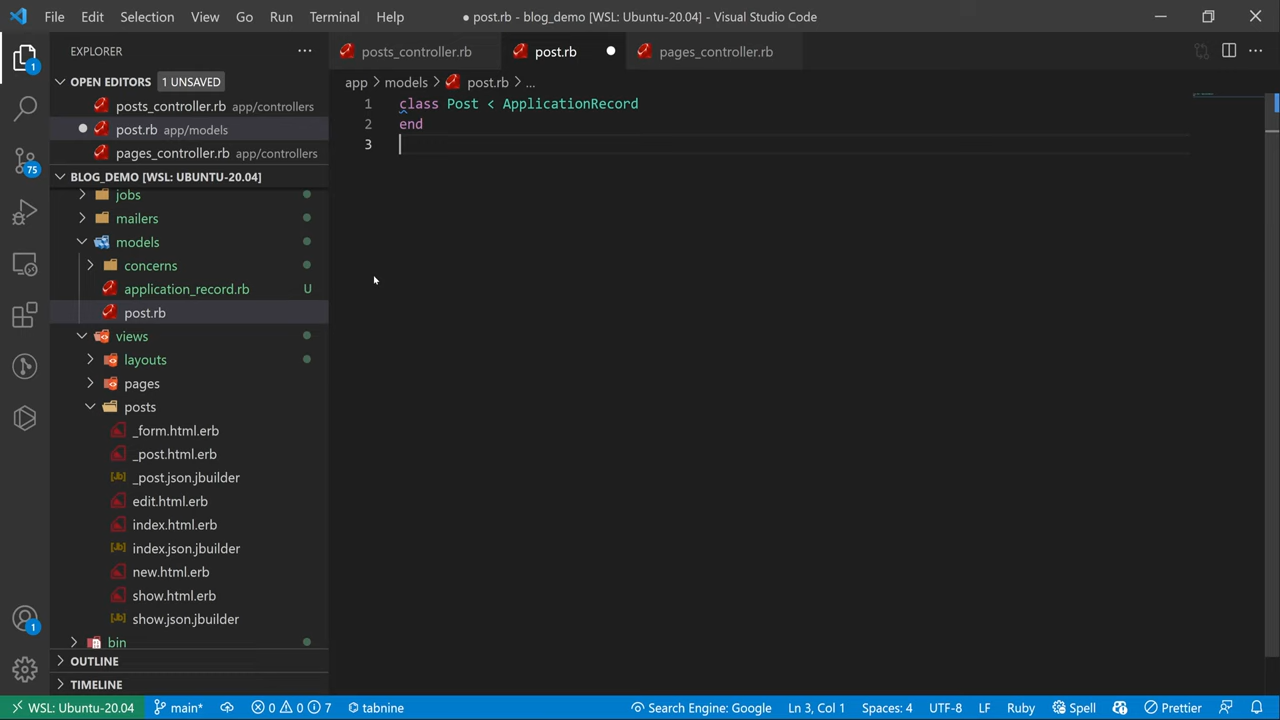 File Edit Selection View Go Run Terminal Help
● post.rb - blog_demo [WSL: Ubuntu-20.04] - Visual Studio Code
EXPLORER
posts_controller.rb
post.rb
pages_controller.rb
OPEN EDITORS 1 UNSAVED
posts_controller.rb app/controllers
post.rb app/models
pages_controller.rb app/controllers
app > models > post.rb > ...
1 class Post < ApplicationRecord
2 end
3
BLOG_DEMO [WSL: UBUNTU-20.04]
jobs
mailers
models
concerns
application_record.rb U
post.rb
views
layouts
pages
posts
_form.html.erb
_post.html.erb
_post.json.jbuilder
edit.html.erb
index.html.erb
index.json.jbuilder
new.html.erb
show.html.erb
show.json.jbuilder
bin
OUTLINE
TIMELINE
1
75
1
WSL: Ubuntu-20.04 main* 0 0 7 tabnine
Search Engine: Google Ln 3, Col 1 Spaces: 4 UTF-8 LF Ruby Spell Prettier